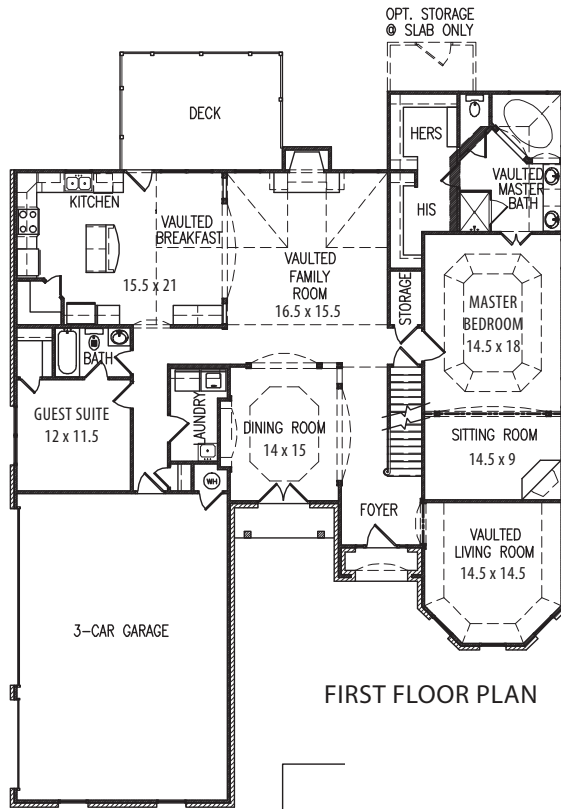 OPT. STORAGE
@ SLAB ONLY
DECK
HERS
KITCHEN
VAULTED
BREAKFAST
HIS
VAULTED
MASTER
BATH
VAULTED
FAMILY
ROOM
16.5 x 15.5
15.5 x 21
STORAGE
MASTER
BEDROOM
14.5 x 18
BATH
GUEST SUITE
12 x 11.5
LAUNDRY
DINING ROOM
14 x 15
SITTING ROOM
14.5 x 9
WH
FOYER
VAULTED
LIVING ROOM
14.5 x 14.5
3-CAR GARAGE
FIRST FLOOR PLAN